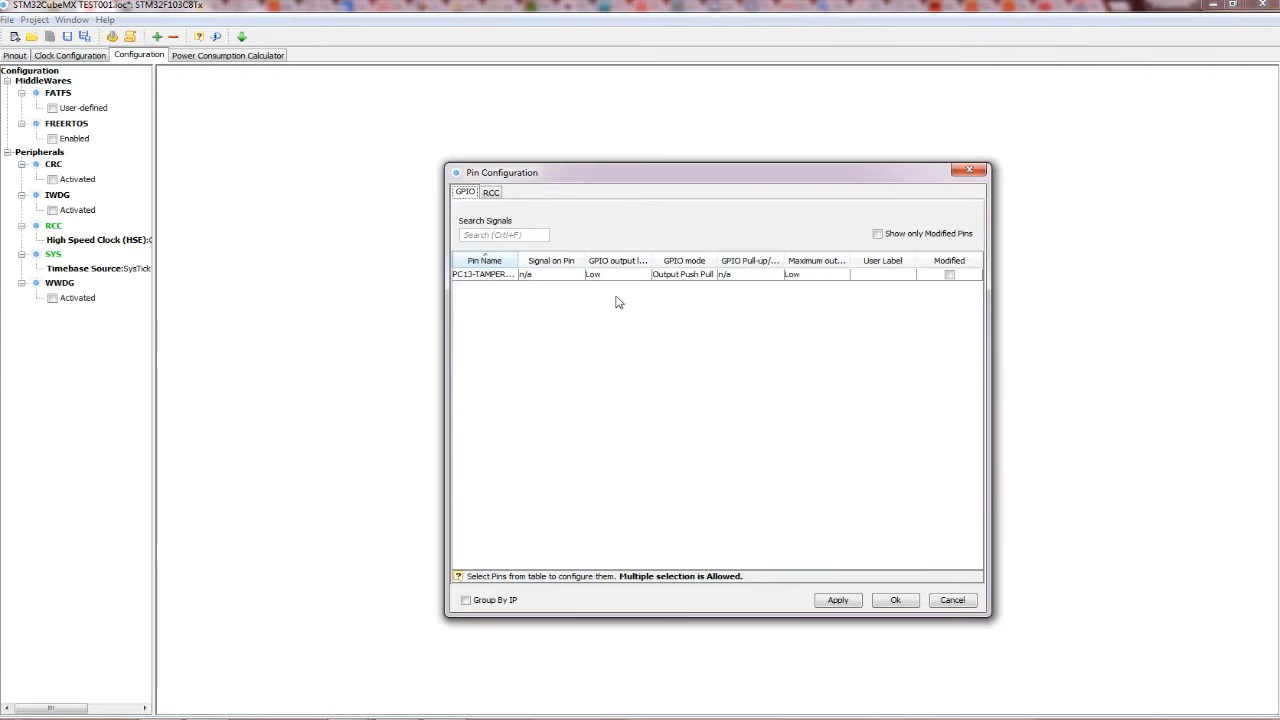 STM32CubeMX TEST001.ioc*: STM32F103C8Tx
File Project Window Help
Pinout Clock Configuration Configuration Power Consumption Calculator
Configuration
MiddleWares
FATFS
User-defined
FREERTOS
Enabled
Peripherals
CRC
Activated
IWDG
Activated
RCC
High Speed Clock (HSE):
SYS
Timebase Source:SysTick
WWDG
Activated
Pin Configuration
GPIO RCC
Search Signals
Search (Crtl+F)
Show only Modified Pins
Pin Name Signal on Pin GPIO output l... GPIO mode GPIO Pull-up/... Maximum out... User Label Modified
PC13-TAMPER... n/a Low Output Push Pull n/a Low
Select Pins from table to configure them. Multiple selection is Allowed.
Group By IP
Apply Ok Cancel